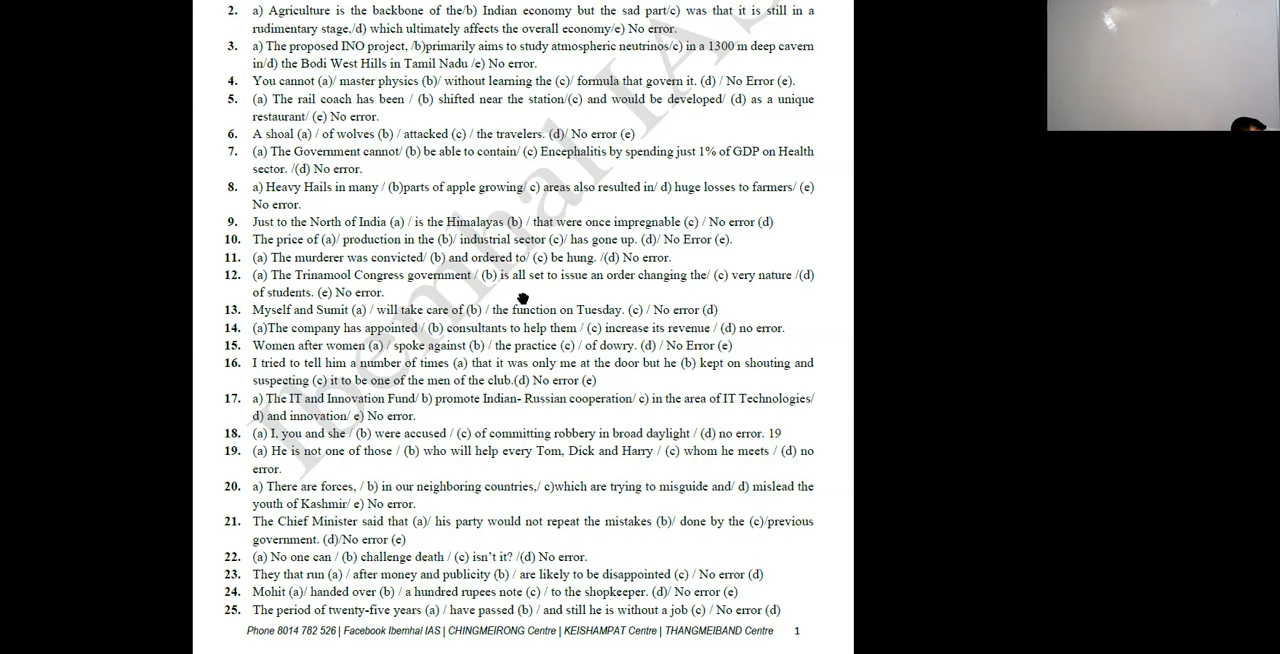 2. a) Agriculture is the backbone of the/b) Indian economy but the sad part/c) was that it is still in a
rudimentary stage,/d) which ultimately affects the overall economy/e) No error.
3. a) The proposed INO project, /b)primarily aims to study atmospheric neutrinos/c) in a 1300 m deep cavern
in/d) the Bodi West Hills in Tamil Nadu /e) No error.
4. You cannot (a)/ master physics (b)/ without learning the (c)/ formula that govern it. (d) / No Error (e).
5. (a) The rail coach has been / (b) shifted near the station/(c) and would be developed/ (d) as a unique
restaurant/ (e) No error.
6. A shoal (a) / of wolves (b) / attacked (c) / the travelers. (d)/ No error (e)
7. (a) The Government cannot/ (b) be able to contain/ (c) Encephalitis by spending just 1% of GDP on Health
sector. /(d) No error.
8. a) Heavy Hails in many / (b)parts of apple growing/ c) areas also resulted in/ d) huge losses to farmers/ (e)
No error.
9. Just to the North of India (a) / is the Himalayas (b) / that were once impregnable (c) / No error (d)
10. The price of (a)/ production in the (b)/ industrial sector (c)/ has gone up. (d)/ No Error (e).
11. (a) The murderer was convicted/ (b) and ordered to/ (c) be hung. /(d) No error.
12. (a) The Trinamool Congress government / (b) is all set to issue an order changing the/ (c) very nature /(d)
of students. (e) No error.
13. Myself and Sumit (a) / will take care of (b) / the function on Tuesday. (c) / No error (d)
14. (a)The company has appointed / (b) consultants to help them / (c) increase its revenue / (d) no error.
15. Women after women (a) / spoke against (b) / the practice (c) / of dowry. (d) / No Error (e)
16. I tried to tell him a number of times (a) that it was only me at the door but he (b) kept on shouting and
suspecting (c) it to be one of the men of the club.(d) No error (e)
17. a) The IT and Innovation Fund/ b) promote Indian- Russian cooperation/ c) in the area of IT Technologies/
d) and innovation/ e) No error.
18. (a) I, you and she / (b) were accused / (c) of committing robbery in broad daylight / (d) no error. 19
19. (a) He is not one of those / (b) who will help every Tom, Dick and Harry / (c) whom he meets / (d) no
error.
20. a) There are forces, / b) in our neighboring countries,/ c)which are trying to misguide and/ d) mislead the
youth of Kashmir/ e) No error.
21. The Chief Minister said that (a)/ his party would not repeat the mistakes (b)/ done by the (c)/previous
government. (d)/No error (e)
22. (a) No one can / (b) challenge death / (c) isn't it? /(d) No error.
23. They that run (a) / after money and publicity (b) / are likely to be disappointed (c) / No error (d)
24. Mohit (a)/ handed over (b) / a hundred rupees note (c) / to the shopkeeper. (d)/ No error (e)
25. The period of twenty-five years (a) / have passed (b) / and still he is without a job (c) / No error (d)
Phone 8014 782 526 | Facebook Ibemhal IAS | CHINGMEIRONG Centre | KEISHAMPAT Centre | THANGMEIBAND Centre 1
Ibemhal IAS